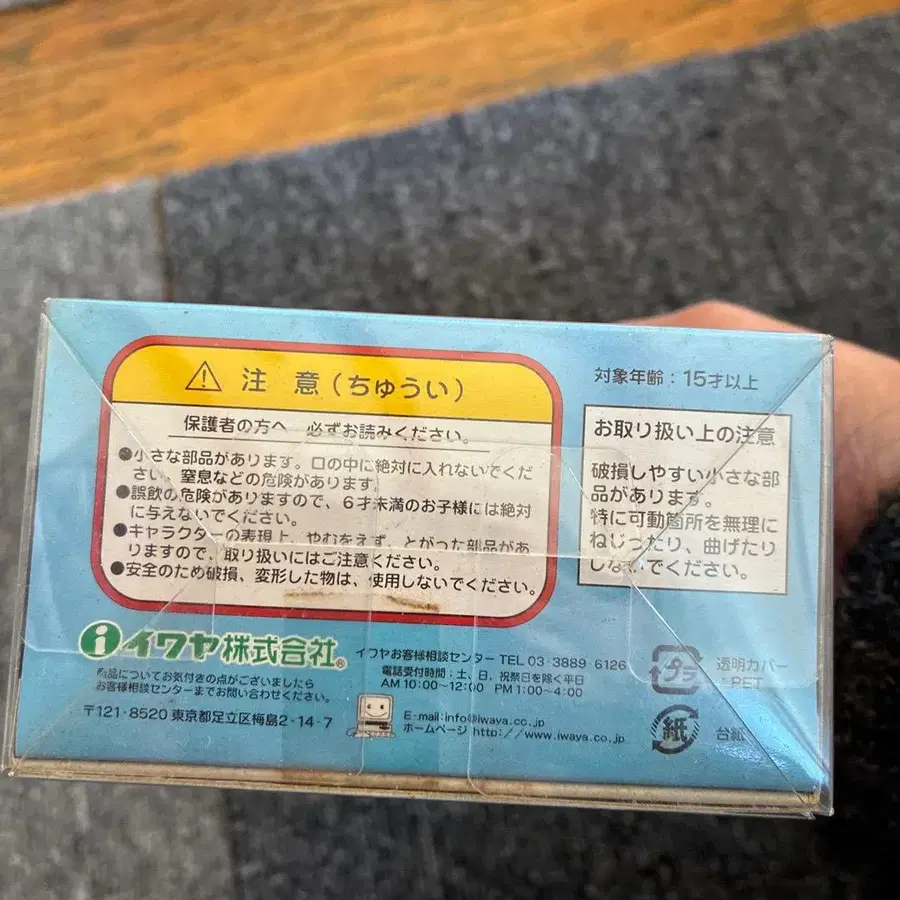 注 意(ちゅうい)
保護者の方へ 必ずお読みください。
●小さな部品があります。口の中に絶対に入れないでくだ
さい。窒息などの危険があります。
●誤飲の危険がありますので、6才未満のお子様には絶対
に与えないでください。
●キャラクターの表現上、やむをえず、とがった部品があ
りますので、取り扱いにはご注意ください。
●安全のため破損、変形した物は、使用しないでください。
対象年齢：15才以上
お取り扱い上の注意
破損しやすい小さな部
品があります。
特に可動箇所を無理に
ねじったり、曲げたり
しないでください。
イワヤ株式会社®
商品についてお気付きの点がございましたら
お客様相談センターまでお問い合わせください。
〒121-8520 東京都足立区梅島2-14-7
イワヤお客様相談センター TEL 03-3889-6126
電話受付時間：土、日、祝祭日を除く平日
AM 10:00～12:00 PM 1:00～4:00
E-mail:info@iwaya.co.jp
ホームページ http://www.iwaya.co.jp
プラ
透明カバー
PET
紙
台紙